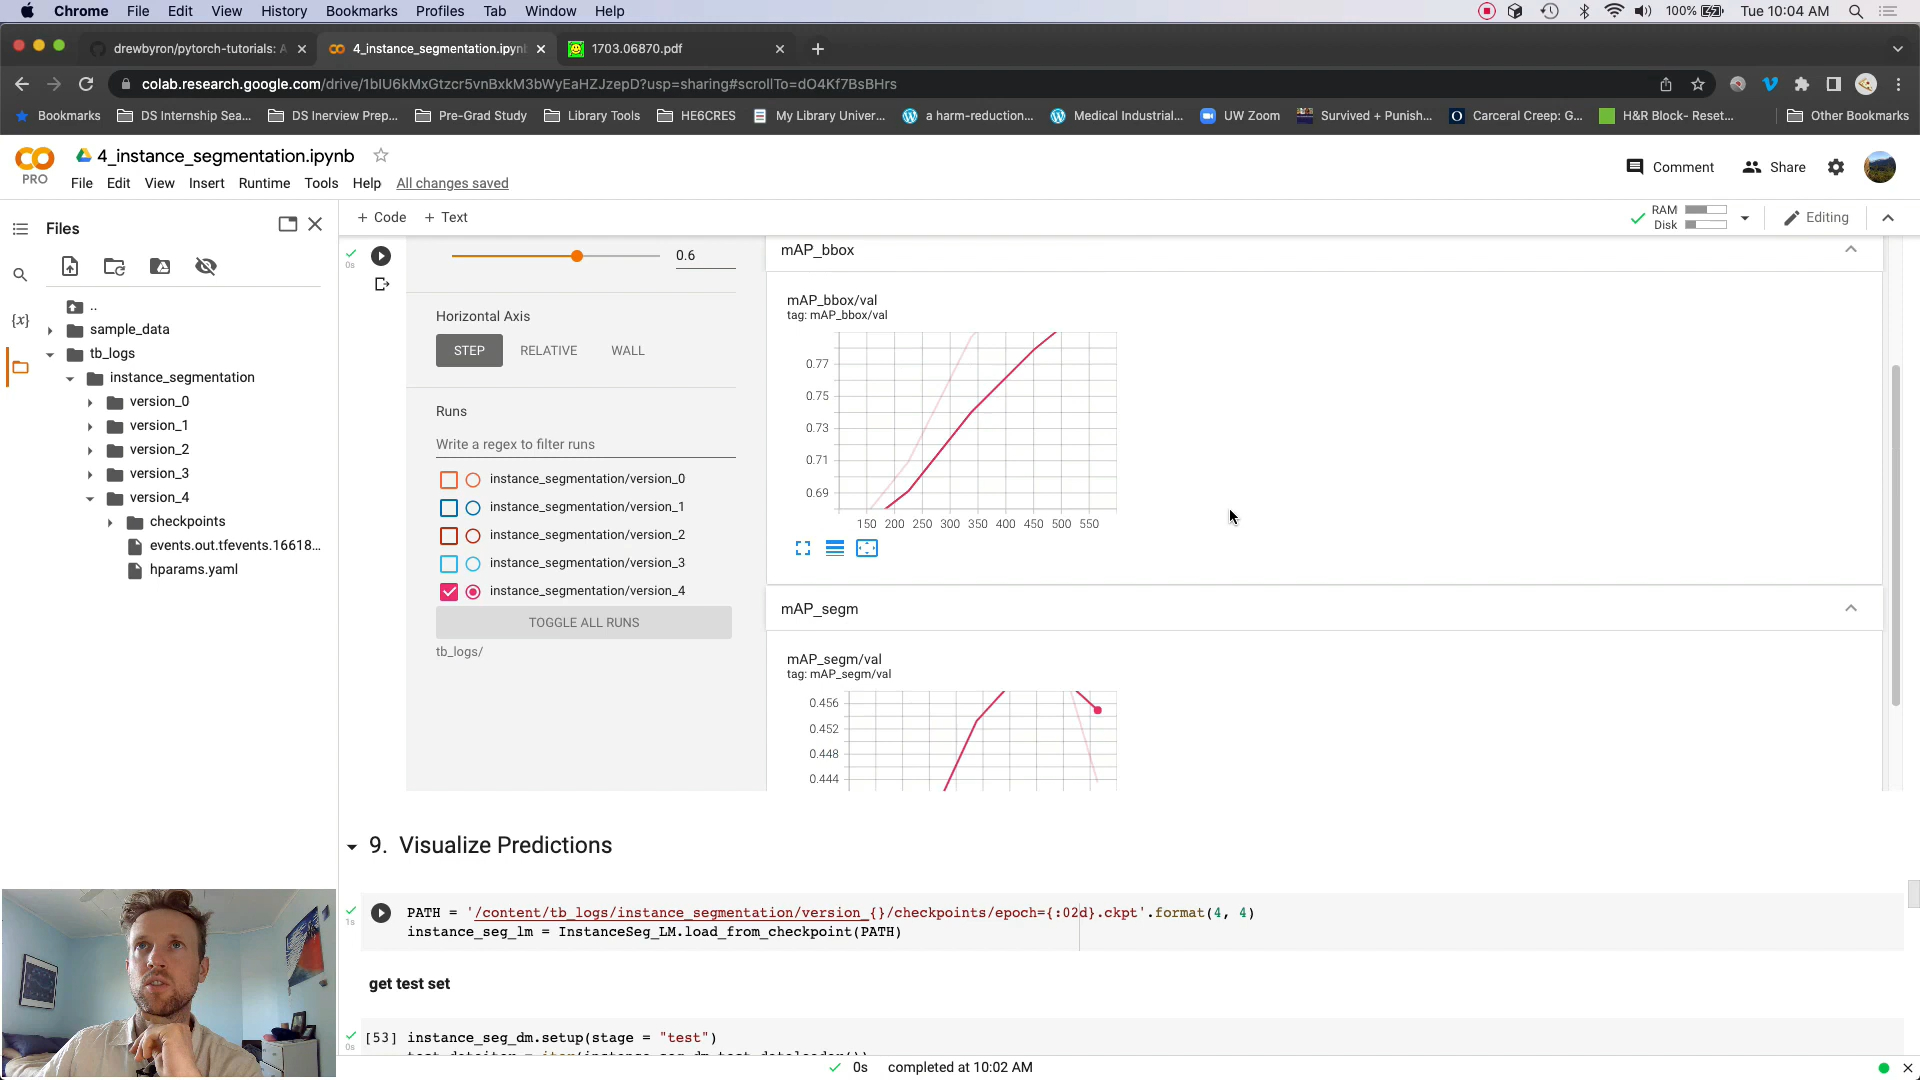 Chrome File Edit View History Bookmarks Profiles Tab Window Help 100% Tue 10:04 AM
drewbyron/pytorch-tutorials: A 4_instance_segmentation.ipyn 1703.06870.pdf
colab.research.google.com/drive/1bIU6kMxGtzcr5vnBxkM3bWyEaHZJzepD?usp=sharing#scrollTo=dO4Kf7BsBHrs
Bookmarks DS Internship Sea... DS Inerview Prep... Pre-Grad Study Library Tools HE6CRES My Library Univer... a harm-reduction... Medical Industrial... UW Zoom Survived + Punish... Carceral Creep: G... H&R Block- Reset... Other Bookmarks
4_instance_segmentation.ipynb
PRO
File Edit View Insert Runtime Tools Help All changes saved
Comment Share
Files
+ Code + Text
RAM
Disk
Editing
..
sample_data
tb_logs
instance_segmentation
version_0
version_1
version_2
version_3
version_4
checkpoints
events.out.tfevents.16618...
hparams.yaml
{x}
0s
0.6
Horizontal Axis
STEP RELATIVE WALL
Runs
Write a regex to filter runs
instance_segmentation/version_0
instance_segmentation/version_1
instance_segmentation/version_2
instance_segmentation/version_3
instance_segmentation/version_4
TOGGLE ALL RUNS
tb_logs/
mAP_bbox
mAP_bbox/val
tag: mAP_bbox/val
0.77
0.75
0.73
0.71
0.69
150 200 250 300 350 400 450 500 550
mAP_segm
mAP_segm/val
tag: mAP_segm/val
0.456
0.452
0.448
0.444
9. Visualize Predictions
1s
PATH = '/content/tb_logs/instance_segmentation/version_{}/checkpoints/epoch={:02d}.ckpt'.format(4, 4)
instance_seg_lm = InstanceSeg_LM.load_from_checkpoint(PATH)
get test set
0s
[53] instance_seg_dm.setup(stage = "test")
0s completed at 10:02 AM